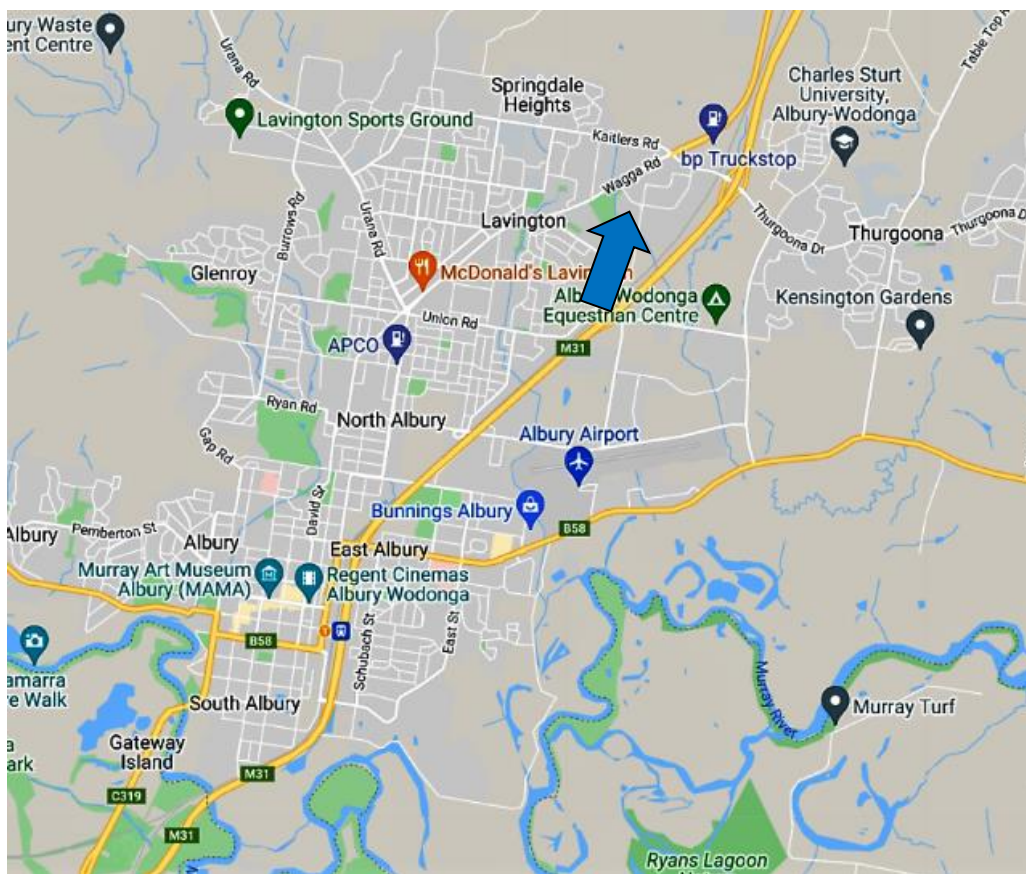 ury Waste
ent Centre
Urana Rd
Springdale
Heights
Table Top R
Charles Sturt
University,
Albury-Wodonga
Lavington Sports Ground
Kaitlers Rd
bp Truckstop
Wagga Rd
Burrows Rd
Urana Rd
Lavington
Thurgoona Dr
Thurgoona
Thurgoona D
Glenroy
McDonald's Lavin
n
Alb
Wodonga
Equestrian Centre
Kensington Gardens
Union Rd
APCO
M31
Ryan Rd
North Albury
Gap Rd
Albury Airport
David St
Bunnings Albury
B58
Albury
Pemberton St
Albury
East Albury
Murray Art Museum
Albury (MAMA)
Regent Cinemas
Albury Wodonga
B58
Schubach St
East St
amarra
re Walk
South Albury
Murray River
Murray Turf
Gateway
Island
a
ark
M31
C319
M31
Ryans Lagoon